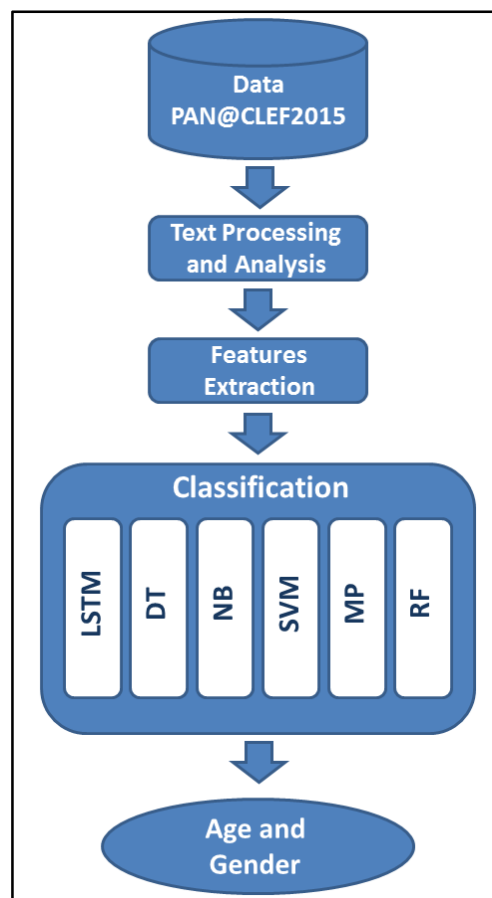 Data
PAN@CLEF2015
Text Processing
and Analysis
Features
Extraction
Classification
LSTM
DT
NB
SVM
MP
RF
Age and
Gender